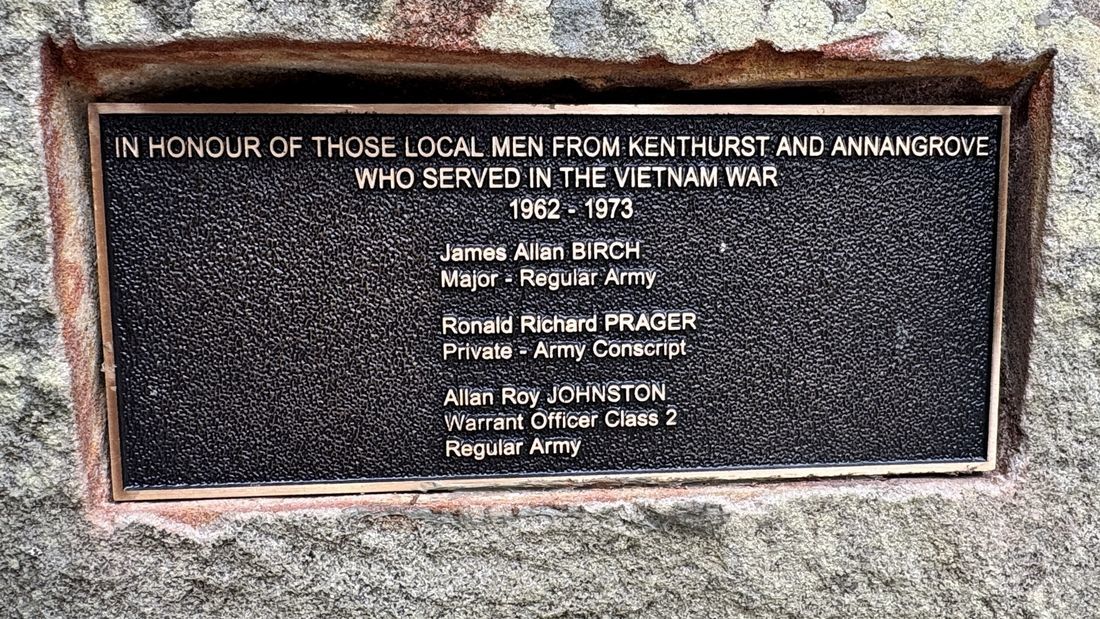 IN HONOUR OF THOSE LOCAL MEN FROM KENTHURST AND ANNANGROVE
WHO SERVED IN THE VIETNAM WAR
1962 - 1973
James Allan BIRCH
Major - Regular Army
Ronald Richard PRAGER
Private - Army Conscript
Allan Roy JOHNSTON
Warrant Officer Class 2
Regular Army